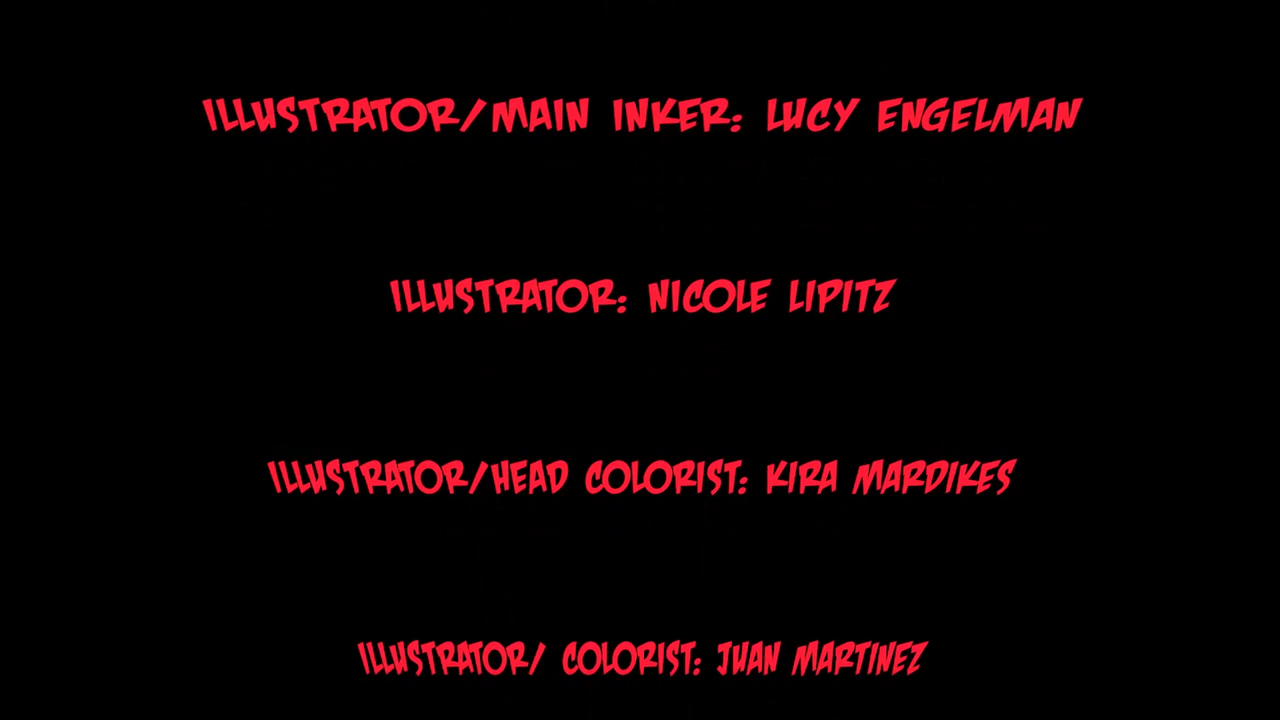 ILLUSTRATOR/MAIN INKER: LUCY ENGELMAN
ILLUSTRATOR: NICOLE LIPITZ
ILLUSTRATOR/HEAD COLORIST: KIRA MARDIKES
ILLUSTRATOR/ COLORIST: JUAN MARTINEZ